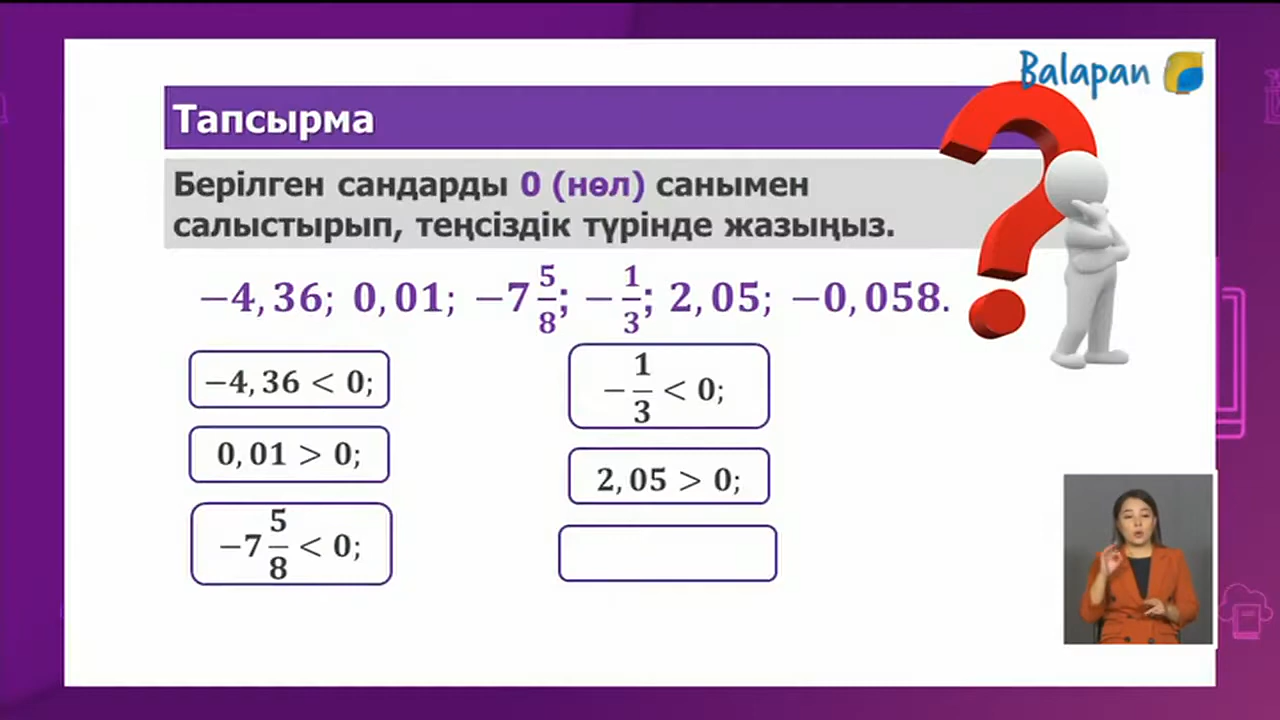 Balapan
Тапсырма
Берілген сандарды 0 (нөл) санымен
салыстырып, теңсіздік түрінде жазыңыз.
−4, 36; 0, 01; −7 5/8; −1/3; 2, 05; −0, 058.
−4, 36 < 0;
0, 01 > 0;
−7 5/8 < 0;
−1/3 < 0;
2, 05 > 0;